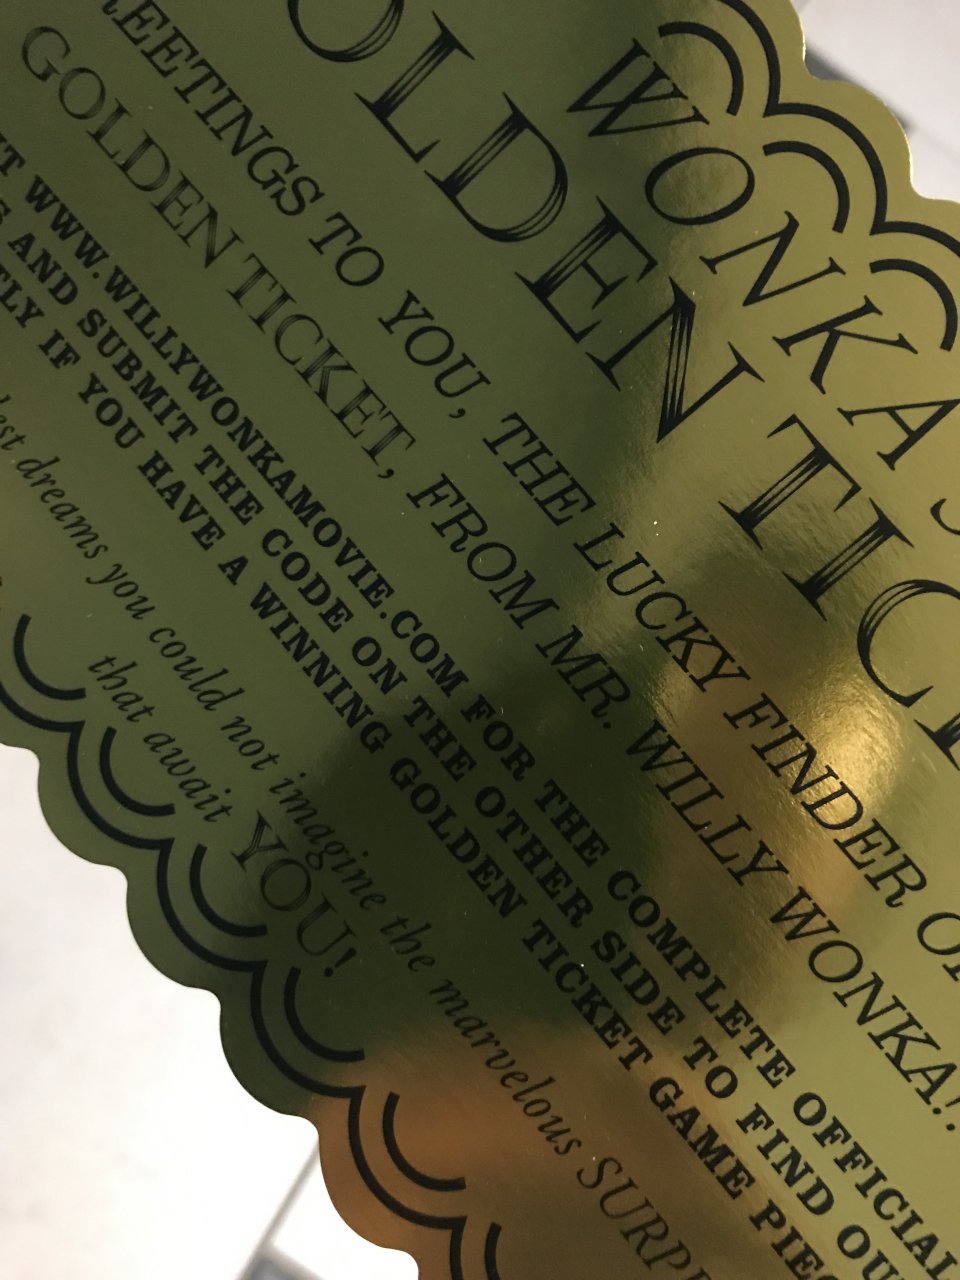 WONKA'S
OLDEN TIC
EETINGS TO YOU, THE LUCKY FINDER O
GOLDEN TICKET, FROM MR. WILLY WONKA!
WWW.WILLYWONKAMOVIE.COM FOR THE COMPLETE OFFICIAL
AND SUBMIT THE CODE ON THE OTHER SIDE TO FIND OU
TLY IF YOU HAVE A WINNING GOLDEN TICKET GAME PIE
dreams you could not imagine the marvelous SURP
that await YOU!